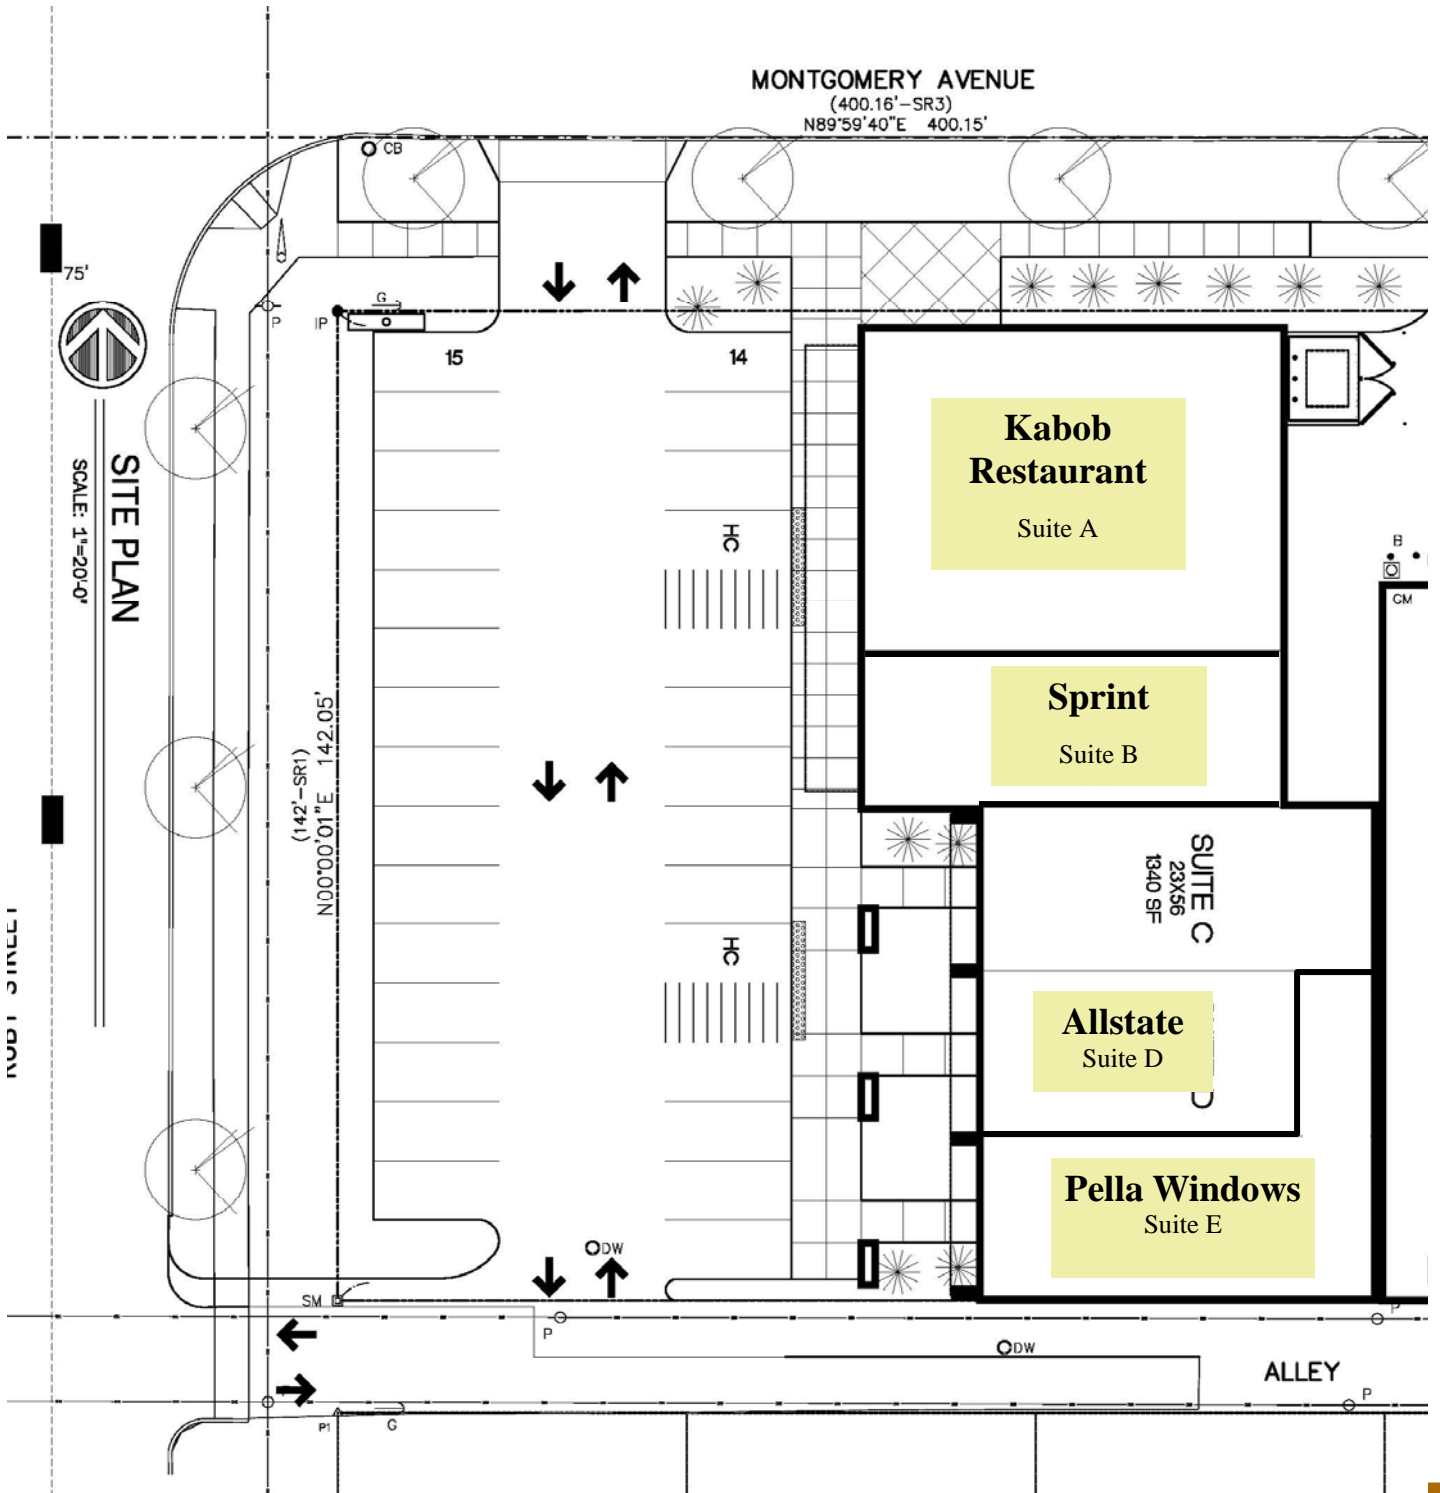 MONTGOMERY AVENUE
(400.16'-SR3)
N89°59'40"E 400.15'
CB
75'
G
P
IP
15
14
SITE PLAN
SCALE: 1"=20'-0"
Kabob
Restaurant
Suite A
HC
B
GM
Sprint
Suite B
(142'-SR1)
N00°00'01"E 142.05'
SUITE C
23X56
1340 SF
HC
STREET
Allstate
Suite D
D
Pella Windows
Suite E
DW
SM
P
P
DW
ALLEY
P
P1
G